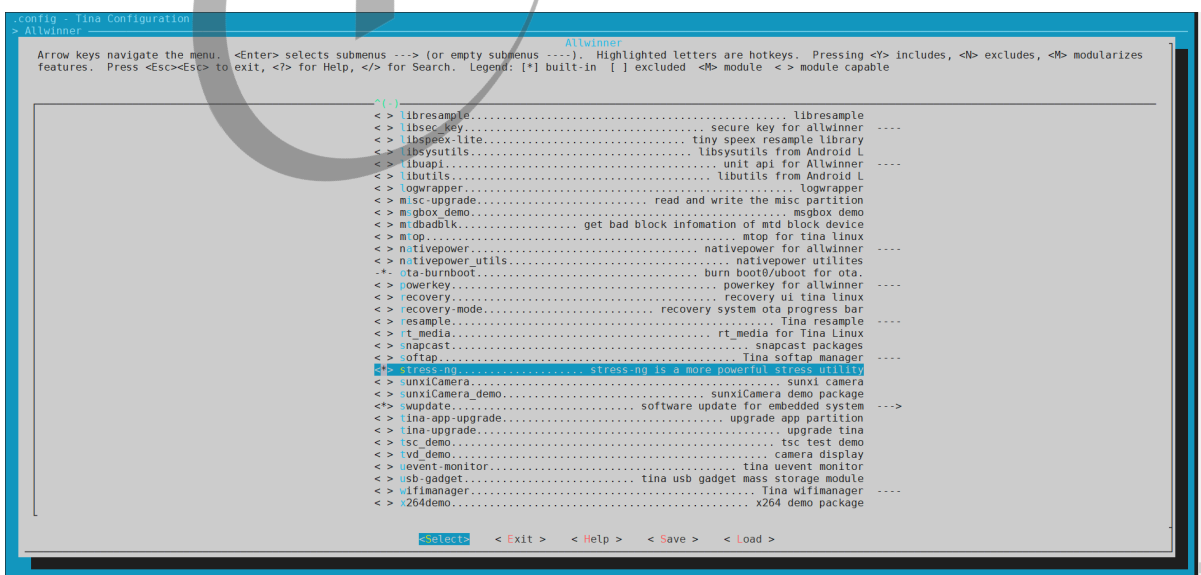 .config - Tina Configuration
> Allwinner
Allwinner
Arrow keys navigate the menu. <Enter> selects submenus ---> (or empty submenus ----). Highlighted letters are hotkeys. Pressing <Y> includes, <N> excludes, <M> modularizes
features. Press <Esc><Esc> to exit, <?> for Help, </> for Search. Legend: [*] built-in [ ] excluded <M> module < > module capable
^(-)
< > libresample.................................................. libresample
< > libsec_key...................................... secure key for allwinner ----
< > libspeex-lite................................ tiny speex resample library
< > libsysutils..................................... libsysutils from Android L
< > libuapi............................................ unit api for Allwinner ----
< > libutils.......................................... libutils from Android L
< > logwrapper.................................................... logwrapper
< > misc-upgrade........................... read and write the misc partition
< > msgbox_demo.................................................. msgbox demo
< > mtdbadblk................... get bad block infomation of mtd block device
< > mtop................................................. mtop for tina linux
< > nativepower..................................... nativepower for allwinner ----
< > nativepower_utils................................... nativepower utilites
-*- ota-burnboot................................... burn boot0/uboot for ota.
< > powerkey......................................... powerkey for allwinner ----
< > recovery.......................................... recovery ui tina linux
< > recovery-mode............................ recovery system ota progress bar
< > resample................................................... Tina resample ----
< > rt_media......................................... rt_media for Tina Linux
< > snapcast............................................... snapcast packages
< > softap.............................................. Tina softap manager ----
<*> stress-ng.................... stress-ng is a more powerful stress utility
< > sunxiCamera................................................. sunxi camera
< > sunxiCamera_demo..................................... sunxiCamera demo package
<*> swupdate............................. software update for embedded system --->
< > tina-app-upgrade................................... upgrade app partition
< > tina-upgrade................................................ upgrade tina
< > tsc_demo................................................... tsc test demo
< > tvd_demo.................................................. camera display
< > uevent-monitor....................................... tina uevent monitor
< > usb-gadget........................... tina usb gadget mass storage module
< > wifimanager............................................. Tina wifimanager ----
< > x264demo................................................ x264 demo package
<Select> < Exit > < Help > < Save > < Load >